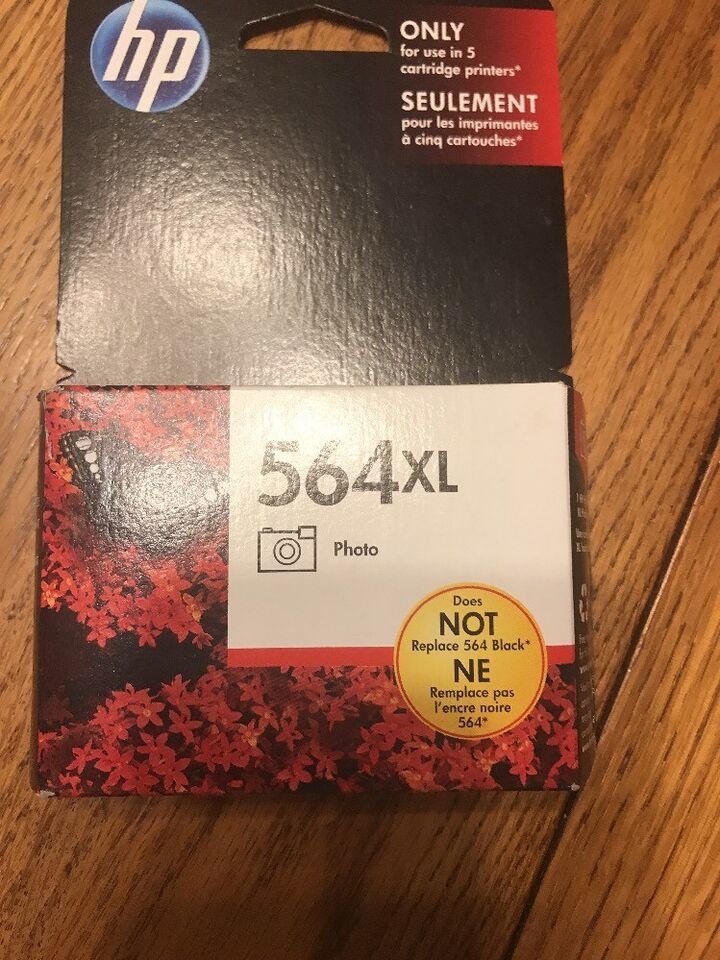 hp
ONLY
for use in 5
cartridge printers*
SEULEMENT
pour les imprimantes
à cinq cartouches*
564XL
Photo
Does
NOT
Replace 564 Black*
NE
Remplace pas
l'encre noire
564*